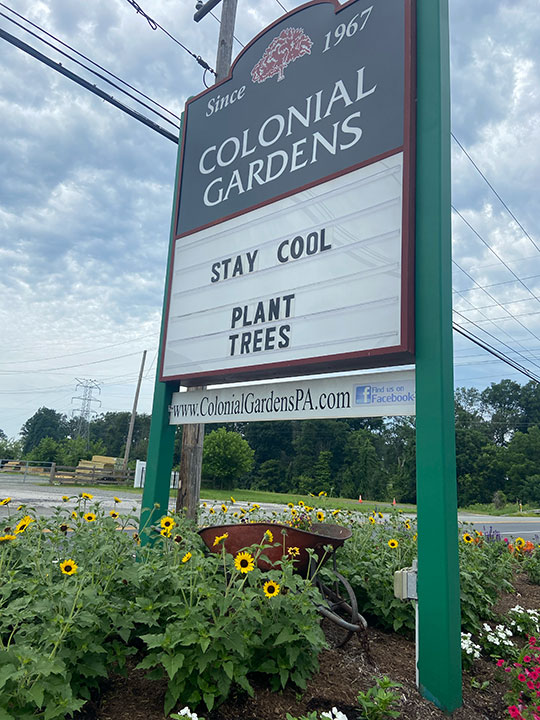 Since 1967
COLONIAL
GARDENS
STAY COOL
PLANT
TREES
www.ColonialGardensPA.com
f Find us on
Facebook